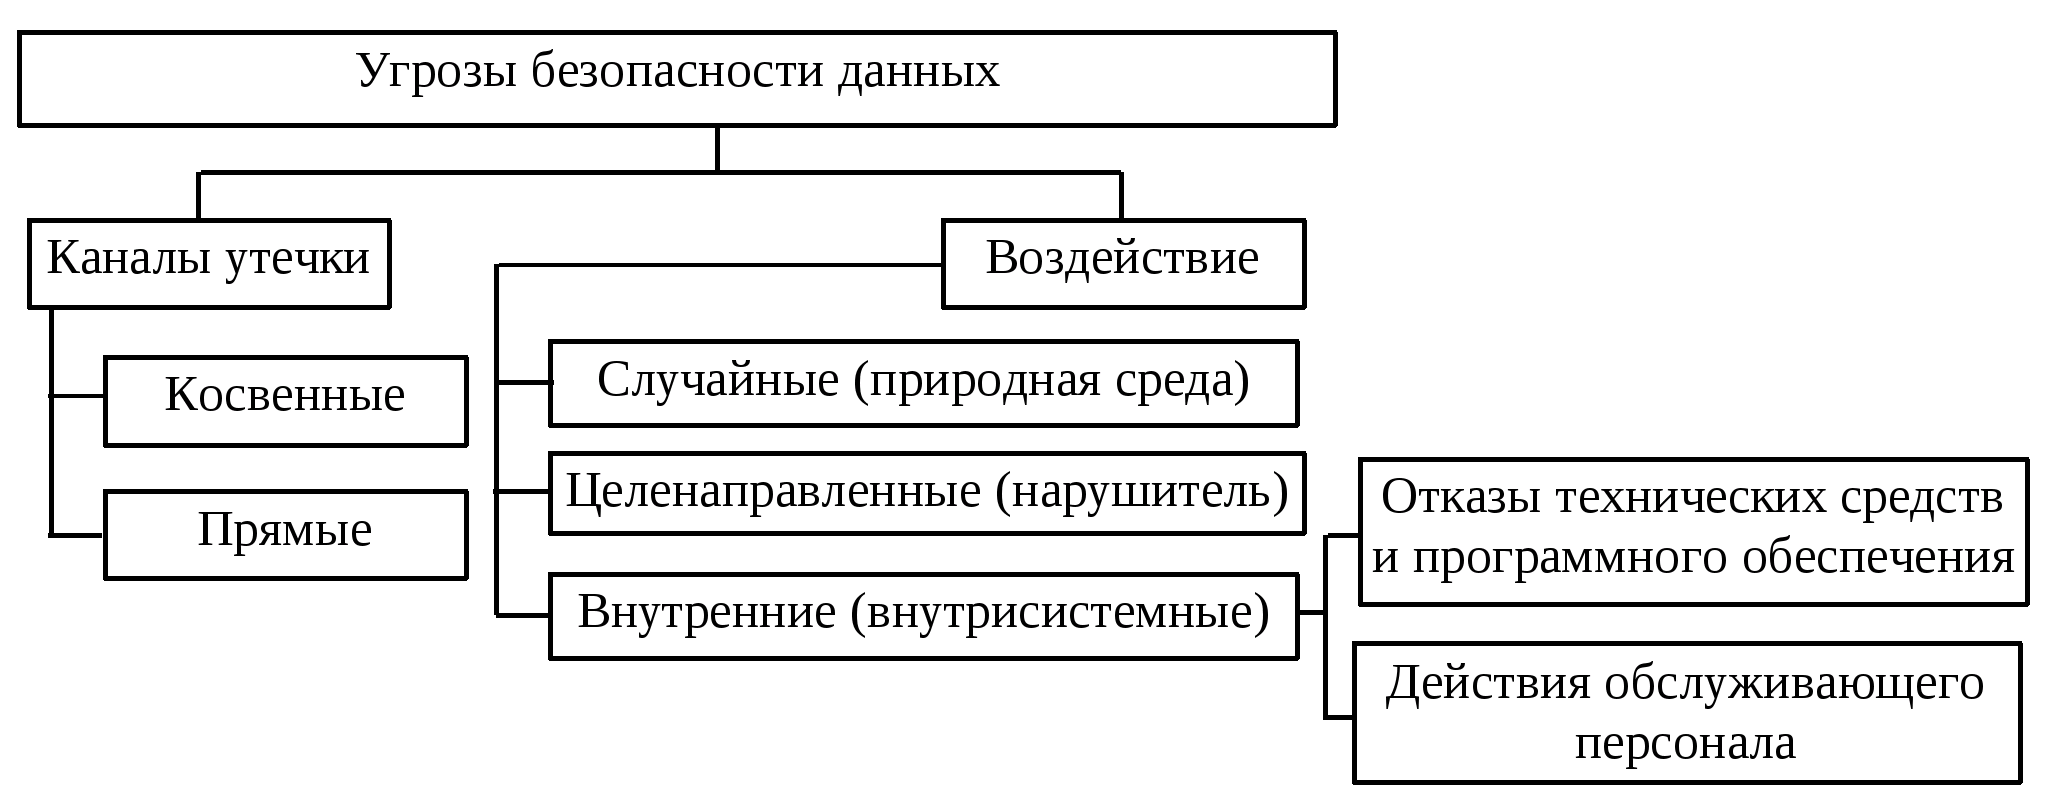 Угрозы безопасности данных
Каналы утечки
Воздействие
Косвенные
Прямые
Случайные (природная среда)
Целенаправленные (нарушитель)
Внутренние (внутрисистемные)
Отказы технических средств
и программного обеспечения
Действия обслуживающего
персонала